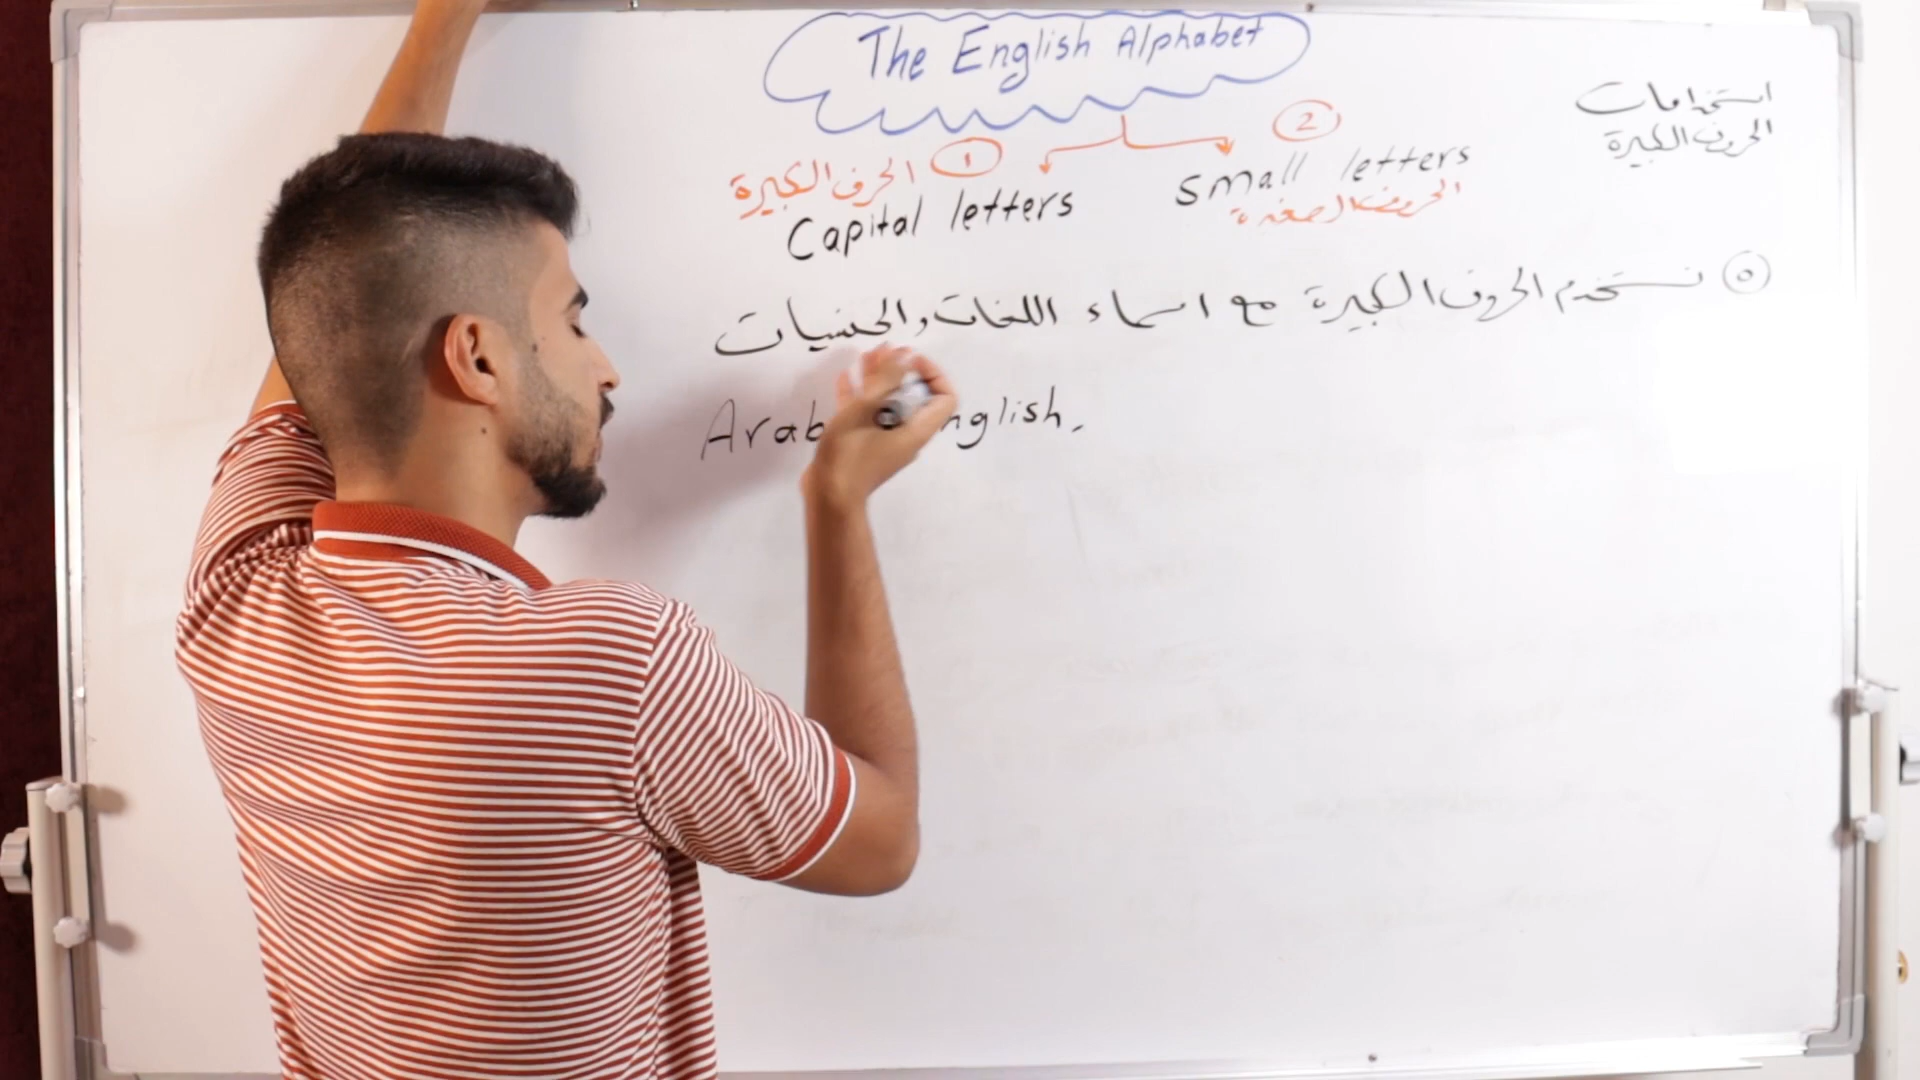 The English Alphabet
استخدامات
الحروف الكبيرة
① الحرف الكبيرة
②
Capital letters
small letters
الحروف الصغيرة
٥ نستخدم الحروف الكبيرة مع اسماء اللغات والجنسيات
Arab nglish,